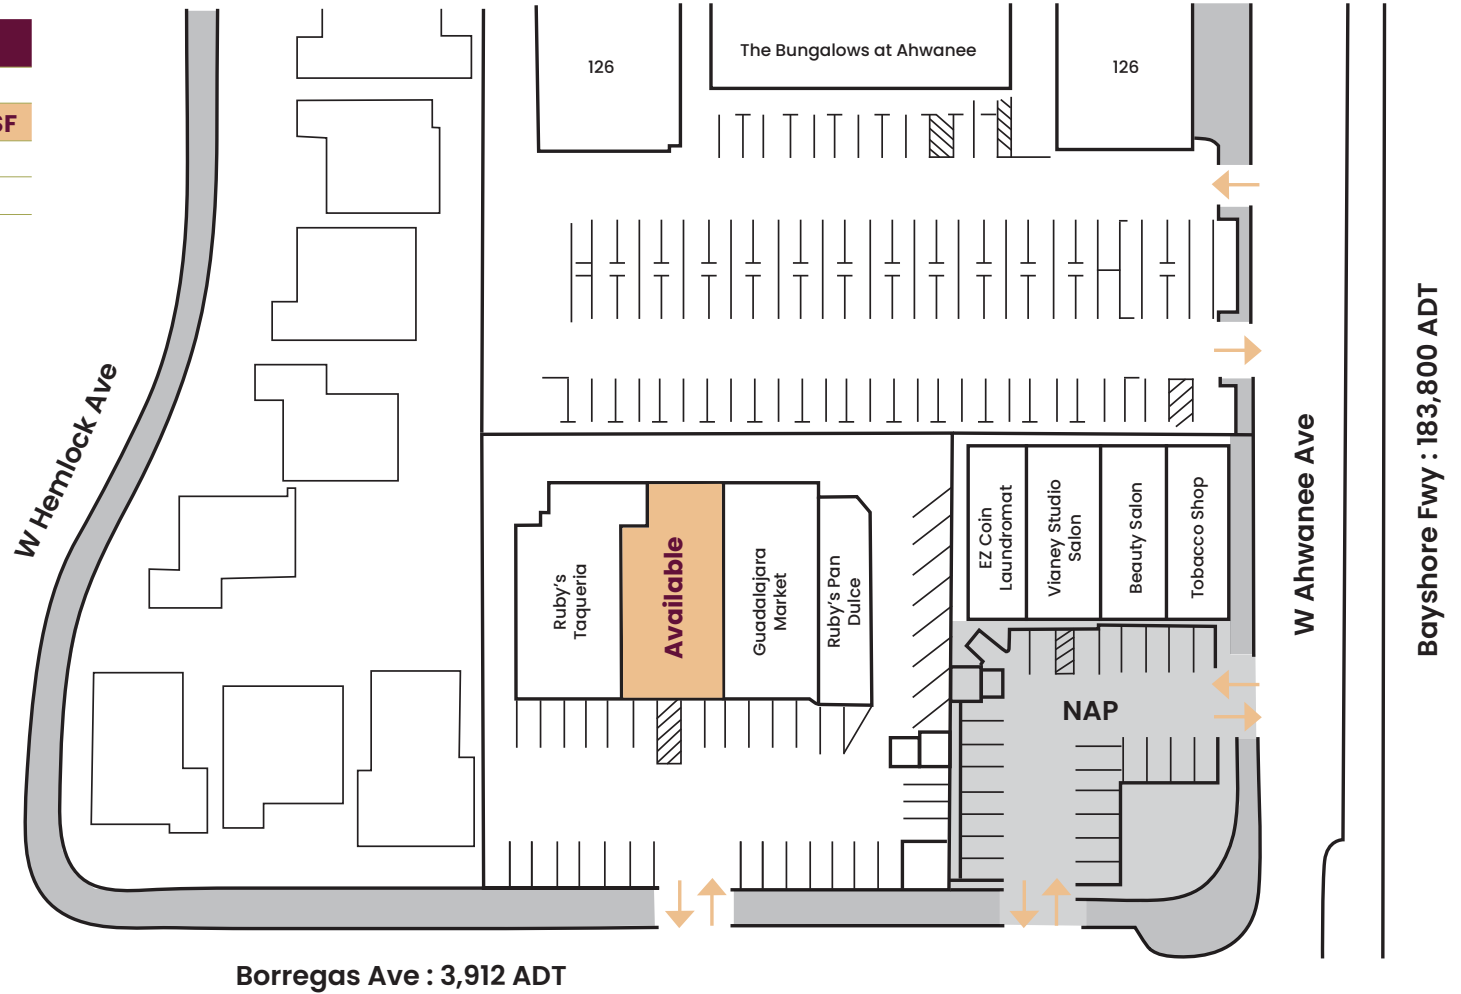 SF
126
The Bungalows at Ahwanee
126
W Hemlock Ave
Ruby's
Taqueria
Available
Guadalajara
Market
Ruby's Pan
Dulce
EZ Coin
Laundromat
Vianey Studio
Salon
Beauty Salon
Tobacco Shop
NAP
W Ahwanee Ave
Bayshore Fwy : 183,800 ADT
Borregas Ave : 3,912 ADT